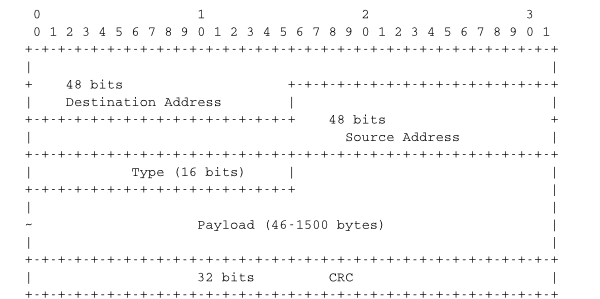 0 1 2 3
0 1 2 3 4 5 6 7 8 9 0 1 2 3 4 5 6 7 8 9 0 1 2 3 4 5 6 7 8 9 0 1
+-+-+-+-+-+-+-+-+-+-+-+-+-+-+-+-+-+-+-+-+-+-+-+-+-+-+-+-+-+-+-+-+
| |
+ 48 bits +-+-+-+-+-+-+-+-+-+-+-+-+-+-+-+-+
| Destination Address | |
+-+-+-+-+-+-+-+-+-+-+-+-+-+-+-+-+ 48 bits +
| Source Address |
+-+-+-+-+-+-+-+-+-+-+-+-+-+-+-+-+-+-+-+-+-+-+-+-+-+-+-+-+-+-+-+-+
| Type (16 bits) | |
+-+-+-+-+-+-+-+-+-+-+-+-+-+-+-+-+ |
| |
~ Payload (46-1500 bytes) |
| |
+-+-+-+-+-+-+-+-+-+-+-+-+-+-+-+-+-+-+-+-+-+-+-+-+-+-+-+-+-+-+-+-+
| 32 bits CRC |
+-+-+-+-+-+-+-+-+-+-+-+-+-+-+-+-+-+-+-+-+-+-+-+-+-+-+-+-+-+-+-+-+